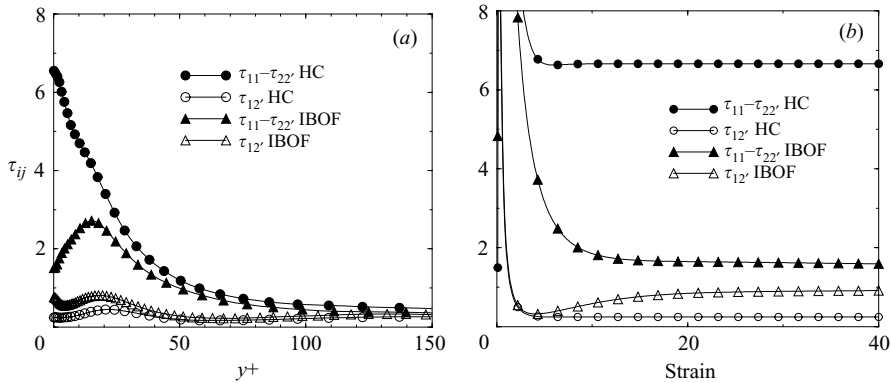 8
(a)
τ11–τ22, HC
τ12, HC
τ11–τ22, IBOF
τ12, IBOF
6
4
τij
2
0
50
100
150
y+
8
(b)
τ11–τ22, HC
τ12, HC
τ11–τ22, IBOF
τ12, IBOF
6
4
2
0
20
40
Strain